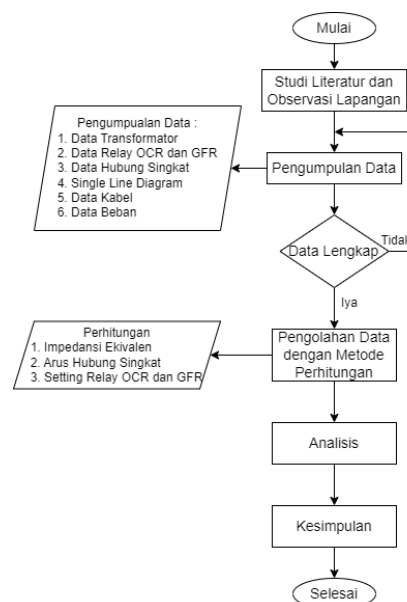 Mulai
Studi Literatur dan
Observasi Lapangan
Pengumpualan Data :
1. Data Transformator
2. Data Relay OCR dan GFR
3. Data Hubung Singkat
4. Single Line Diagram
5. Data Kabel
6. Data Beban
Pengumpulan Data
Data Lengkap
Tidak
Iya
Perhitungan
1. Impedansi Ekivalen
2. Arus Hubung Singkat
3. Setting Relay OCR dan GFR
Pengolahan Data
dengan Metode
Perhitungan
Analisis
Kesimpulan
Selesai